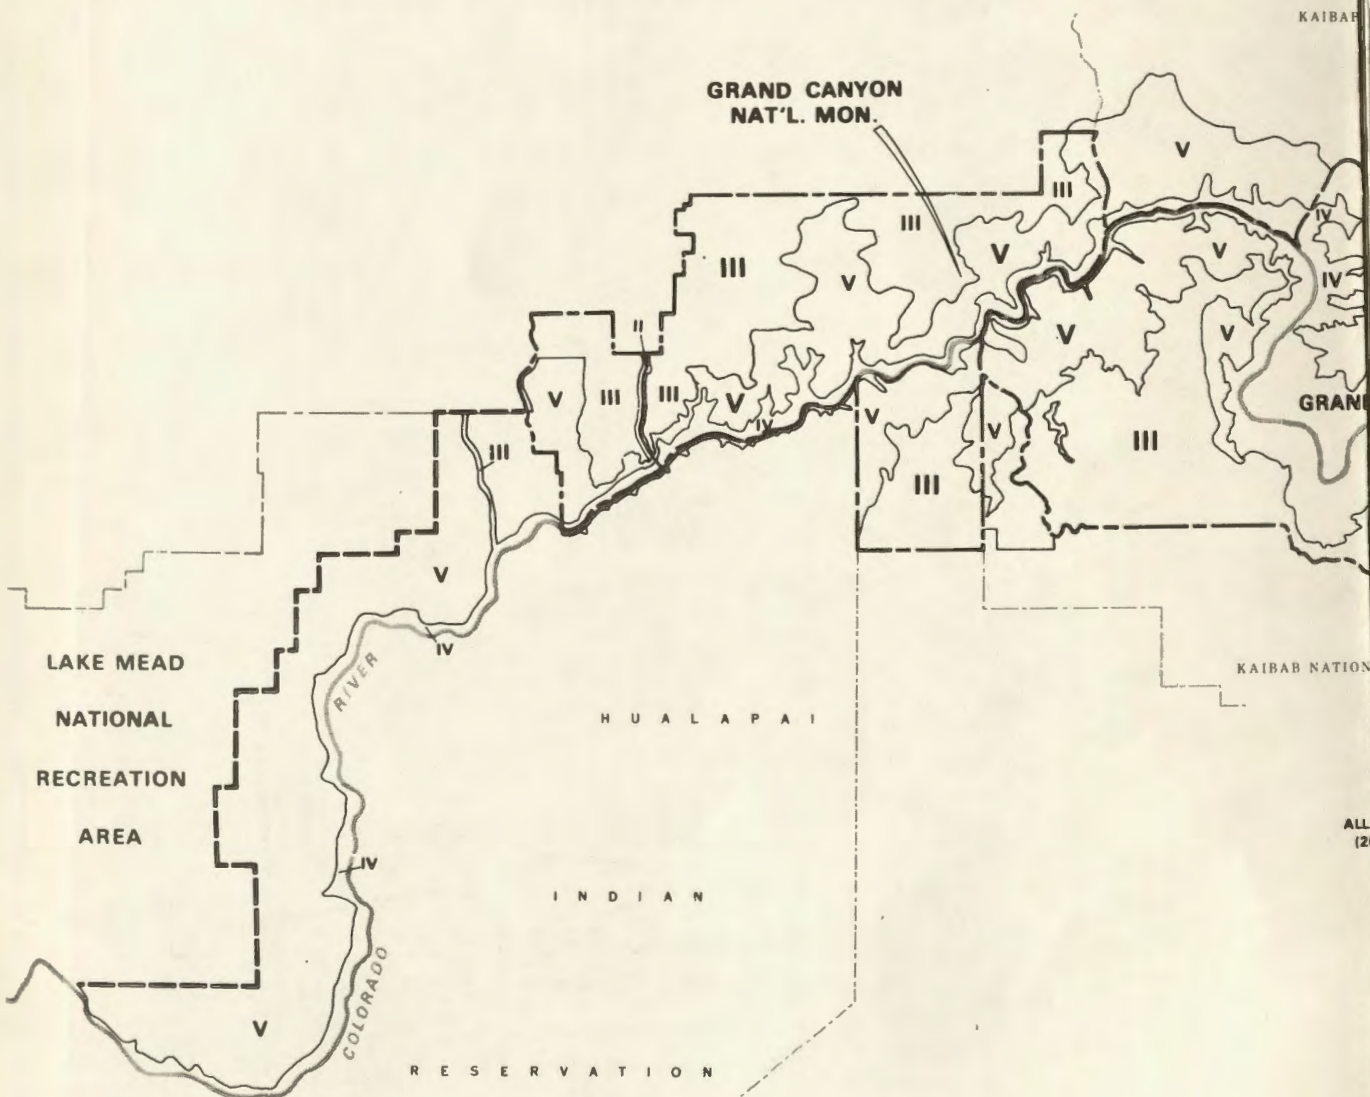 KAIBAB
GRAND CANYON
NAT'L. MON.
V
III
IV
III
V
V
III
IV
V
V
V
II
GRAN
V
III
III
V
IV
V
V
III
III
III
V
IV
LAKE MEAD
NATIONAL
RECREATION
AREA
RIVER
KAIBAB NATION
HUALAPAI
ALL
IV
INDIAN
COLORADO
V
RESERVATION